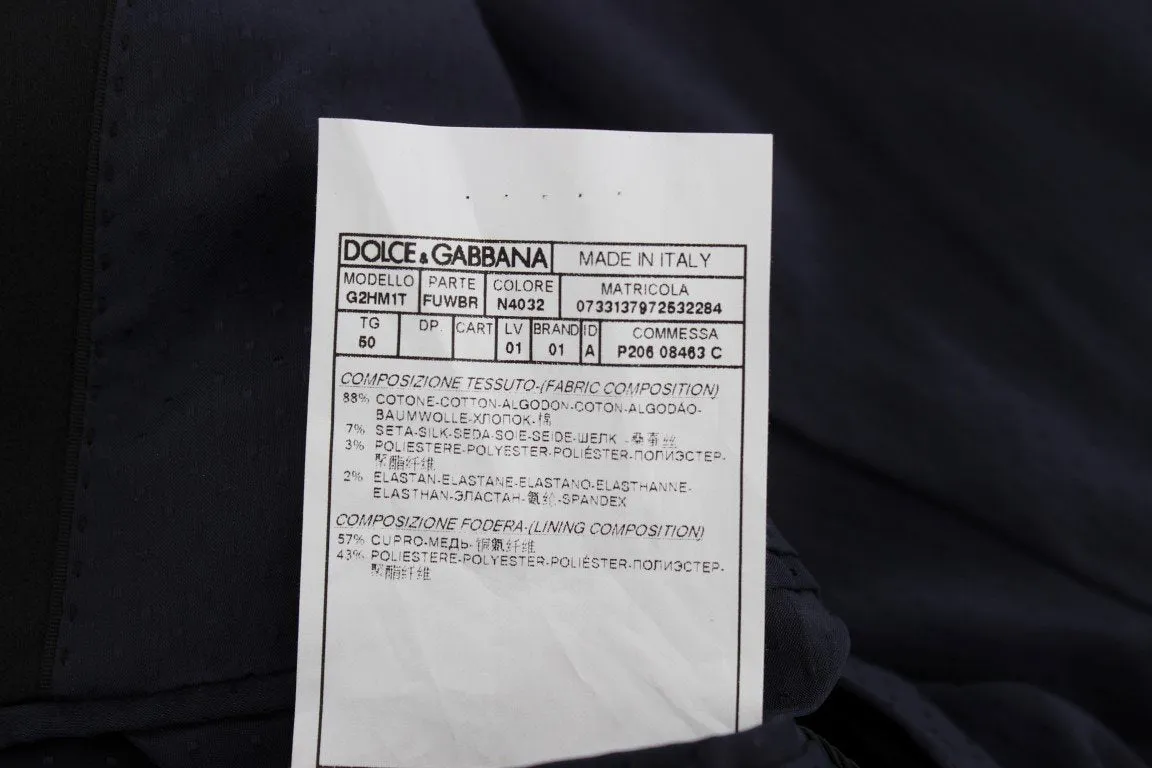 DOLCE & GABBANA MADE IN ITALY
MODELLO PARTE COLORE MATRICOLA
G2HM1T FUWBR N4032 0733137972532284
TG DP. CART LV BRAND ID COMMESSA
50 01 01 A P206 08463 C
COMPOSIZIONE TESSUTO-(FABRIC COMPOSITION)
88% COTONE-COTTON-ALGODON-COTON-ALGODÃO-
BAUMWOLLE-ХЛОПОК-棉
7% SETA-SILK-SEDA-SOIE-SEIDE-ШЕЛК -桑蚕丝
3% POLIESTERE-POLYESTER-POLIÉSTER-ПОЛИЭСТЕР-
聚酯纤维
2% ELASTAN-ELASTANE-ELASTANO-ELASTHANNE-
ELASTHAN-ЭЛАСТАН-氨纶-SPANDEX
COMPOSIZIONE FODERA-(LINING COMPOSITION)
57% CUPRO-МЕДЬ-铜氨纤维
43% POLIESTERE-POLYESTER-POLIÉSTER-ПОЛИЭСТЕР-
聚酯纤维